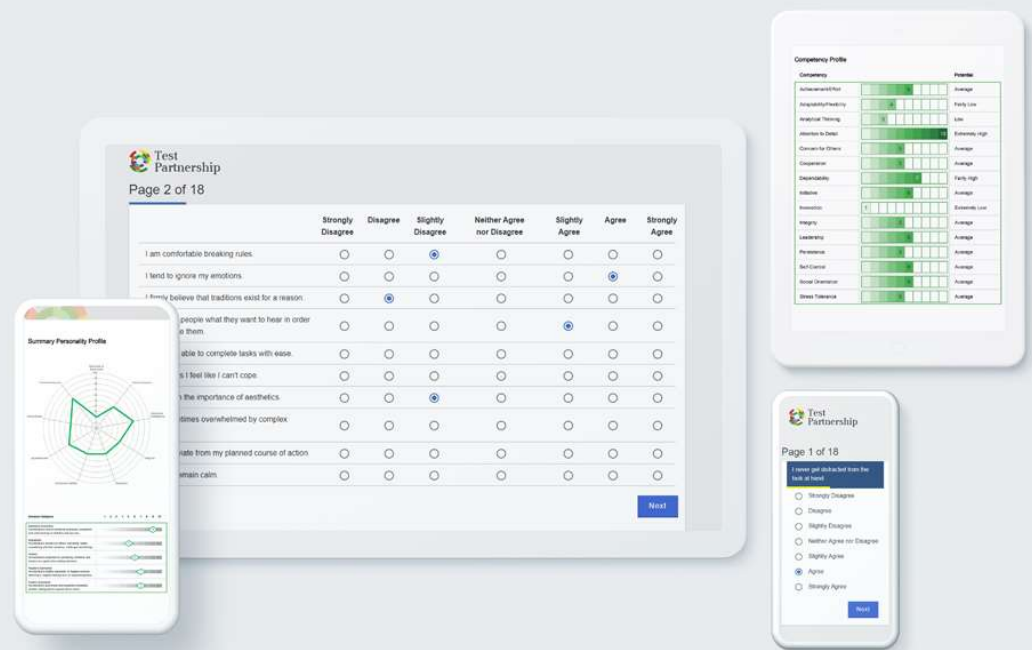 Test
Partnership
Page 2 of 18
Strongly Disagree
Disagree
Slightly Disagree
Neither Agree nor Disagree
Slightly Agree
Agree
Strongly Agree
I am comfortable breaking rules.
I tend to ignore my emotions.
I firmly believe that traditions exist for a reason.
people what they want to hear in order
them.
able to complete tasks with ease.
I feel like I can't cope.
the importance of aesthetics.
overwhelmed by complex
from my planned course of action
calm
Next
Competency Profile
Competency
Potential
Achievement/Effort
Average
Adaptability/Flexibility
Fairly Low
Analytical Thinking
Low
Attention to Detail
10
Extremely High
Concern for Others
Average
Cooperation
Average
Dependability
Fairly High
Initiative
Average
Innovation
1
Extremely Low
Integrity
Average
Leadership
Average
Persistence
Average
Self Control
Average
Social Orientation
Average
Stress Tolerance
Average
Summary Personality Profile
Test
Partnership
Page 1 of 18
I never get distracted from the
task at hand
Strongly Disagree
Disagree
Slightly Disagree
Neither Agree nor Disagree
Slightly Agree
Agree
Strongly Agree
Next